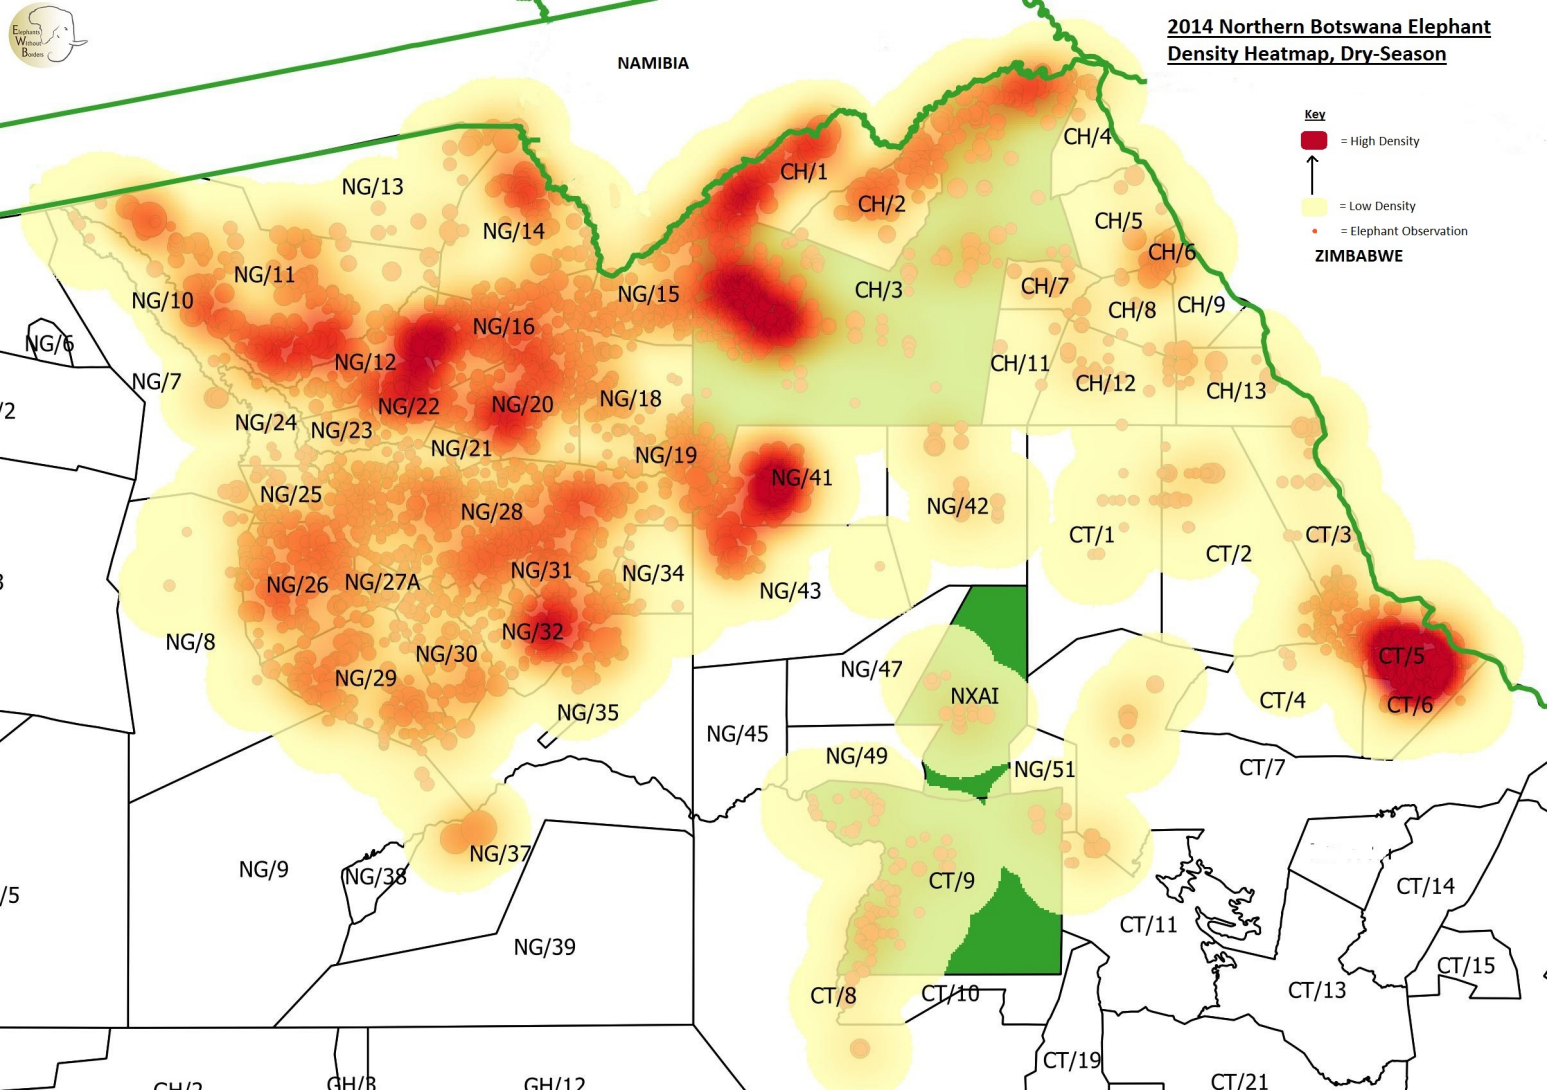 Elephants
Without
Borders
2014 Northern Botswana Elephant
Density Heatmap, Dry-Season
NAMIBIA
Key
= High Density
= Low Density
= Elephant Observation
ZIMBABWE
CH/4
CH/1
NG/13
CH/2
CH/5
NG/14
CH/6
NG/11
CH/7
CH/3
NG/15
NG/10
CH/9
CH/8
NG/16
NG/6
NG/12
CH/11
NG/7
CH/12
CH/13
NG/18
NG/20
NG/22
/2
NG/24
NG/23
NG/21
NG/19
NG/41
NG/25
NG/42
NG/28
CT/1
CT/3
CT/2
NG/31
NG/34
NG/27A
NG/26
NG/43
NG/32
NG/8
NG/30
CT/5
NG/47
NG/29
NXAI
CT/4
CT/6
NG/35
NG/45
NG/49
NG/51
CT/7
NG/37
NG/9
NG/38
CT/9
CT/14
/5
CT/11
NG/39
CT/15
CT/13
CT/10
CT/8
CT/19
CT/21
GH/3
GH/12
GH/2